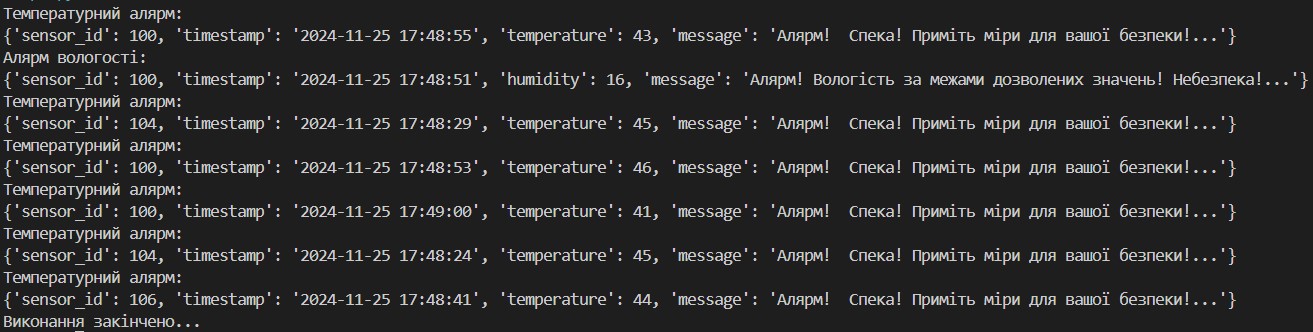 Температурний алярм:
{'sensor_id': 100, 'timestamp': '2024-11-25 17:48:55', 'temperature': 43, 'message': 'Алярм!  Спека! Приміть міри для вашої безпеки!...'}
Алярм вологості:
{'sensor_id': 100, 'timestamp': '2024-11-25 17:48:51', 'humidity': 16, 'message': 'Алярм! Вологість за межами дозволених значень! Небезпека!...'}
Температурний алярм:
{'sensor_id': 104, 'timestamp': '2024-11-25 17:48:29', 'temperature': 45, 'message': 'Алярм!  Спека! Приміть міри для вашої безпеки!...'}
Температурний алярм:
{'sensor_id': 100, 'timestamp': '2024-11-25 17:48:53', 'temperature': 46, 'message': 'Алярм!  Спека! Приміть міри для вашої безпеки!...'}
Температурний алярм:
{'sensor_id': 100, 'timestamp': '2024-11-25 17:49:00', 'temperature': 41, 'message': 'Алярм!  Спека! Приміть міри для вашої безпеки!...'}
Температурний алярм:
{'sensor_id': 104, 'timestamp': '2024-11-25 17:48:24', 'temperature': 45, 'message': 'Алярм!  Спека! Приміть міри для вашої безпеки!...'}
Температурний алярм:
{'sensor_id': 106, 'timestamp': '2024-11-25 17:48:41', 'temperature': 44, 'message': 'Алярм!  Спека! Приміть міри для вашої безпеки!...'}
Виконання закінчено...